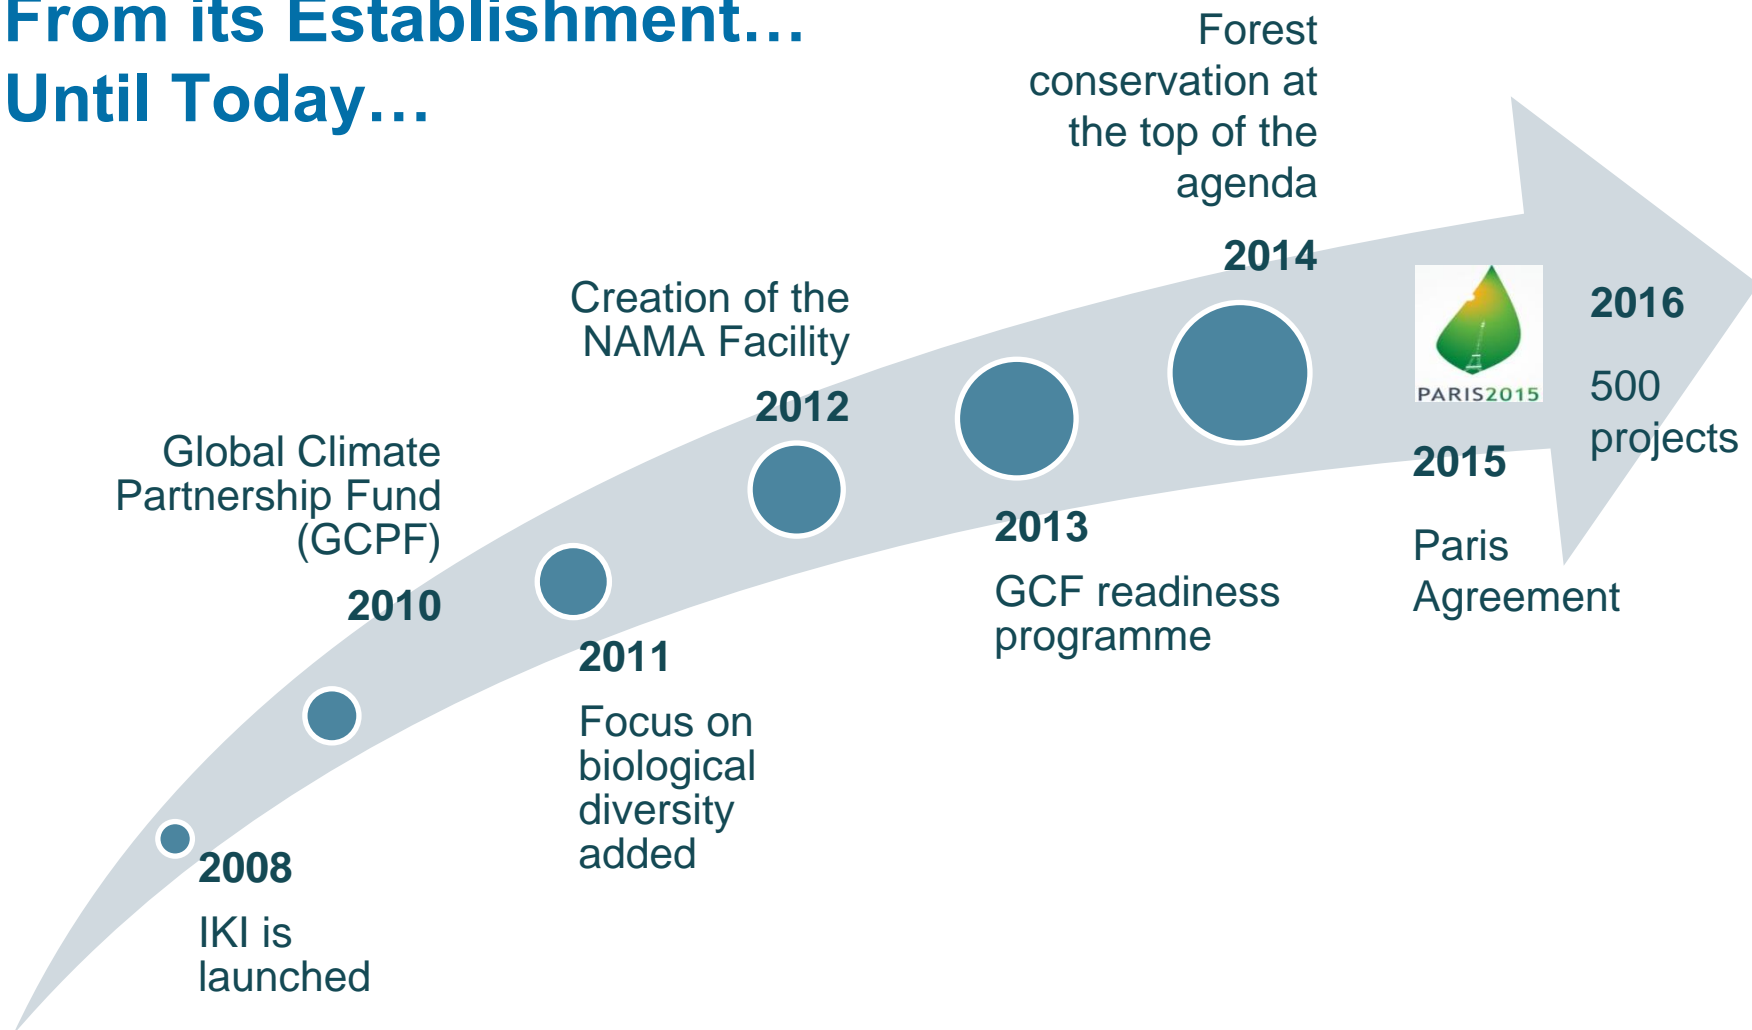 From its Establishment…
Until Today…
2008
IKI is
launched
Global Climate
Partnership Fund
(GCPF)
2010
2011
Focus on
biological
diversity
added
Creation of the
NAMA Facility
2012
2013
GCF readiness
programme
Forest
conservation at
the top of the
agenda
2014
PARIS2015
2015
Paris
Agreement
2016
500
projects